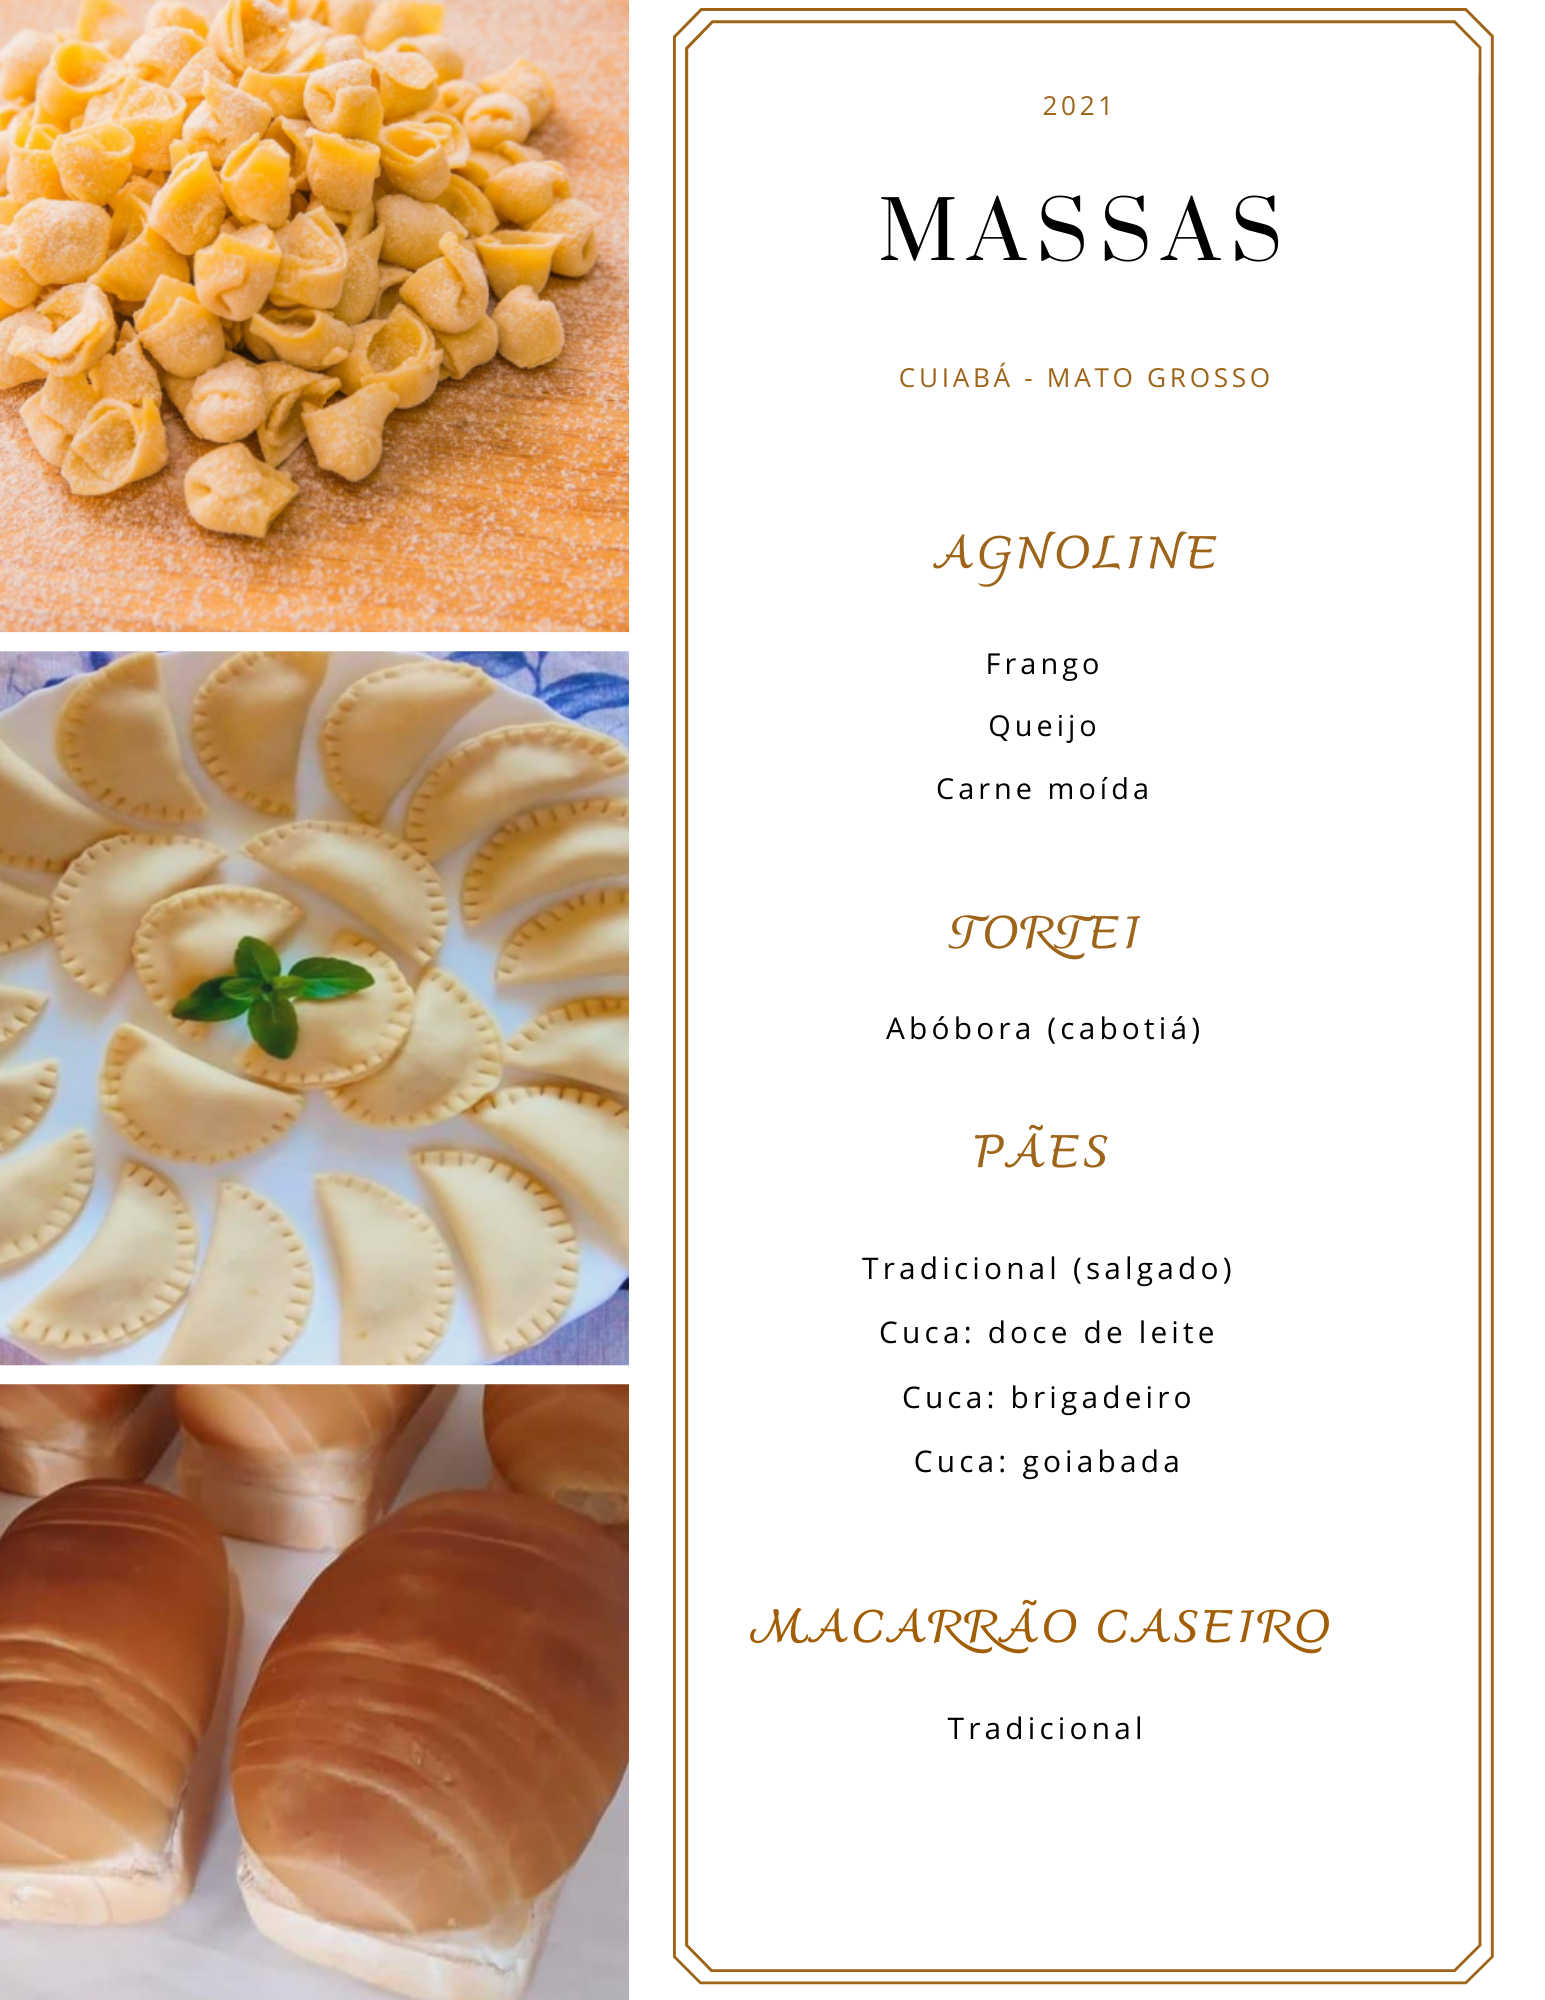 2021
MASSAS
CUIABÁ - MATO GROSSO
AGNOLINE
Frango
Queijo
Carne moída
TORTEI
Abóbora (cabotiá)
PÃES
Tradicional (salgado)
Cuca: doce de leite
Cuca: brigadeiro
Cuca: goiabada
MACARRÃO CASEIRO
Tradicional